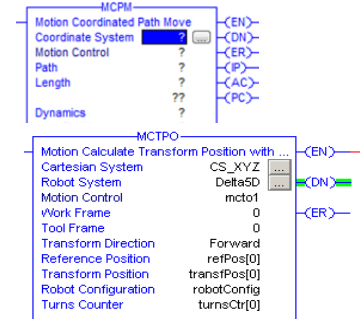 MCPM
Motion Coordinated Path Move (EN)
Coordinate System ? ... (DN)
Motion Control ? (ER)
Path ? (IP)
Length ? (AC)
?? (PC)
Dynamics ?
MCTPO
Motion Calculate Transform Position with ... (EN)
Cartesian System CS_XYZ ...
Robot System Delta5D ... (DN)
Motion Control mcto1
Work Frame 0 (ER)
Tool Frame 0
Transform Direction Forward
Reference Position refPos[0]
Transform Position transfPos[0]
Robot Configuration robotConfig
Turns Counter turnsCtr[0]